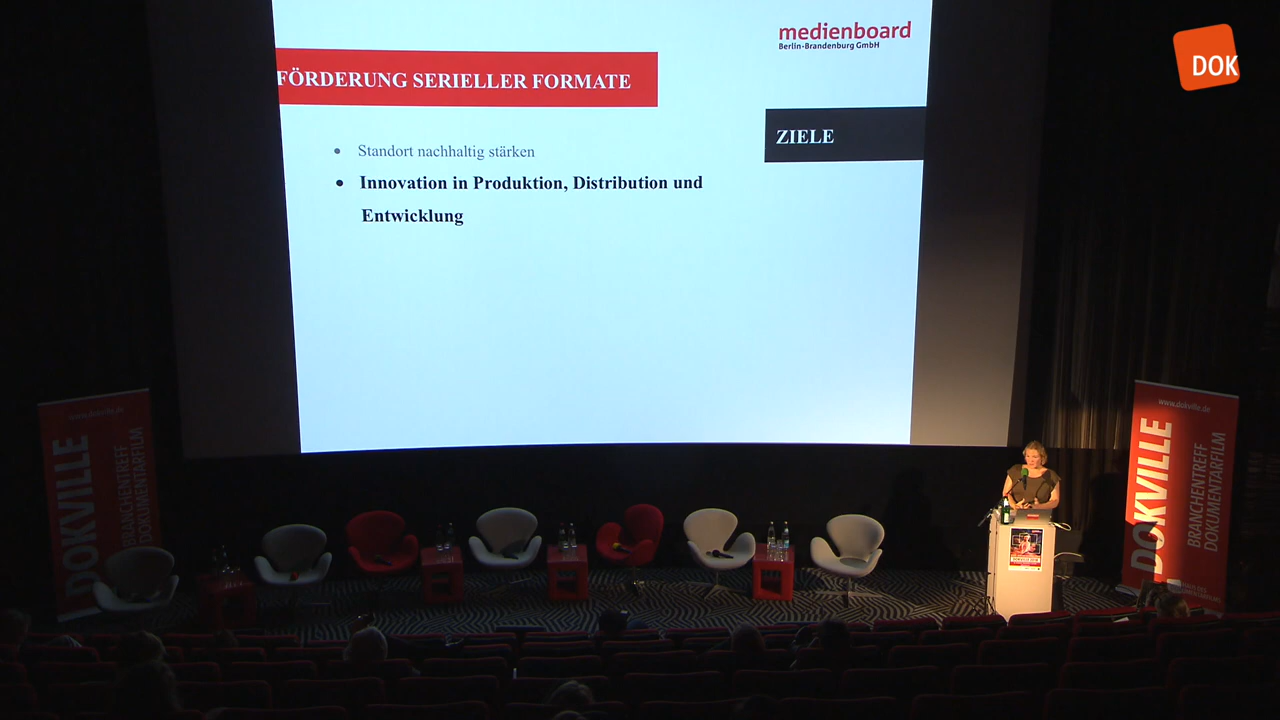 medienboard
Berlin-Brandenburg GmbH
DOK
FÖRDERUNG SERIELLER FORMATE
ZIELE
• Standort nachhaltig stärken
• Innovation in Produktion, Distribution und
Entwicklung
www.dokville.de
DOKVILLE
BRANCHENTREFF
DOKUMENTARFILM
www.dokville.de
DOKVILLE
BRANCHENTREFF
DOKUMENTARFILM